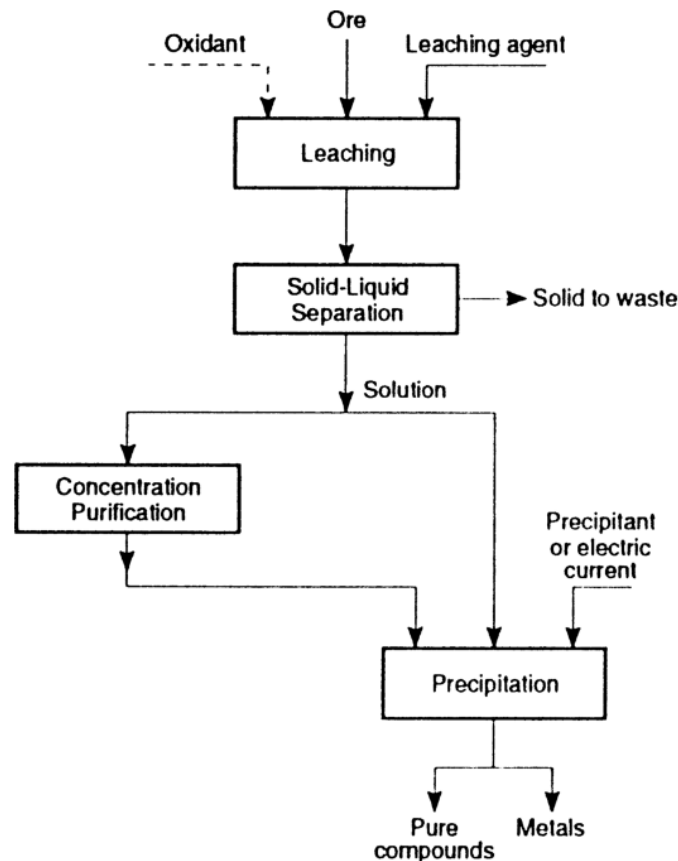 Ore
Oxidant
Leaching agent
Leaching
Solid-Liquid
Separation
Solid to waste
Solution
Concentration
Purification
Precipitant
or electric
current
Precipitation
Pure
compounds
Metals